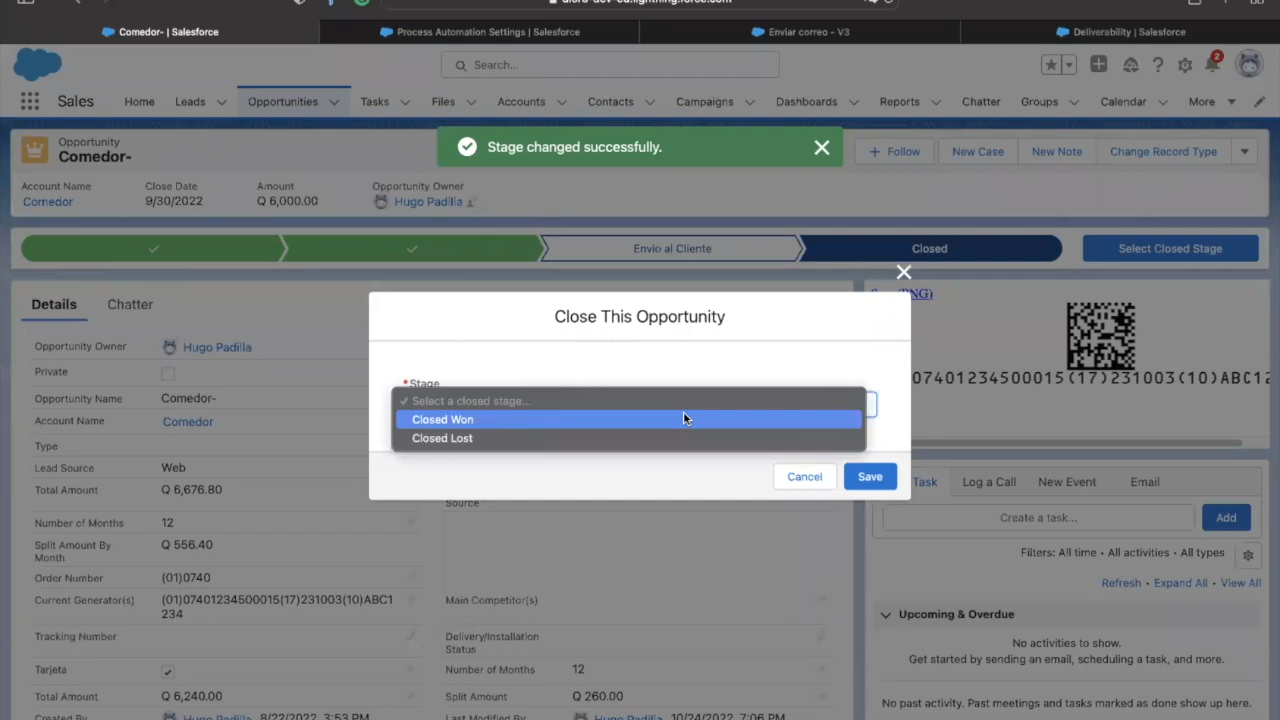 Comedor- | Salesforce
Process Automation Settings | Salesforce
Enviar correo - V3
Deliverability | Salesforce
Search...
2
Sales
Home
Leads
Opportunities
Tasks
Files
Accounts
Contacts
Campaigns
Dashboards
Reports
Chatter
Groups
Calendar
More
Opportunity
Comedor-
Stage changed successfully.
+ Follow
New Case
New Note
Change Record Type
Account Name
Close Date
Amount
Opportunity Owner
Comedor
9/30/2022
Q 6,000.00
Hugo Padilla
Envio al Cliente
Closed
Select Closed Stage
Details
Chatter
(PNG)
Close This Opportunity
Opportunity Owner
Hugo Padilla
Private
Opportunity Name
Comedor-
Account Name
Comedor
Type
Lead Source
Web
Total Amount
Q 6,676.80
Number of Months
12
Split Amount By
Month
Q 556.40
Order Number
(01)0740
Current Generator(s)
(01)07401234500015(17)231003(10)ABC1
234
Tracking Number
Tarjeta
Total Amount
Q 6,240.00
Created By
Hugo Padilla, 8/22/2022, 3:53 PM
* Stage
Select a closed stage...
Closed Won
Closed Lost
Cancel
Save
Source
Main Competitor(s)
Delivery/Installation
Status
Number of Months
12
Split Amount
Q 260.00
Last Modified By
Hugo Padilla, 10/24/2022, 7:06 PM
07401234500015(17)231003(10)ABC12
Task
Log a Call
New Event
Email
Create a task...
Add
Filters: All time • All activities • All types
Refresh • Expand All • View All
Upcoming & Overdue
No activities to show.
Get started by sending an email, scheduling a task, and more.
No past activity. Past meetings and tasks marked as done show up here.